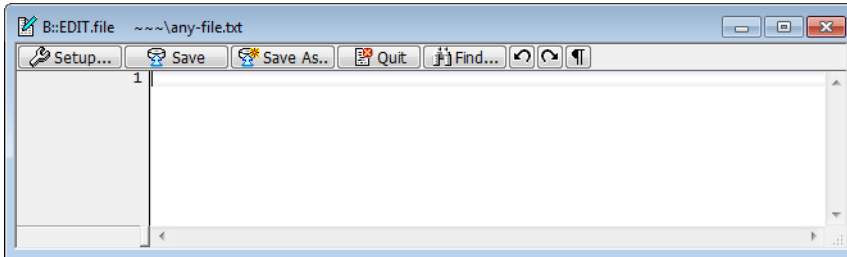 B::EDIT.file ~~~\any-file.txt
Setup... Save Save As.. Quit Find... ¶
1